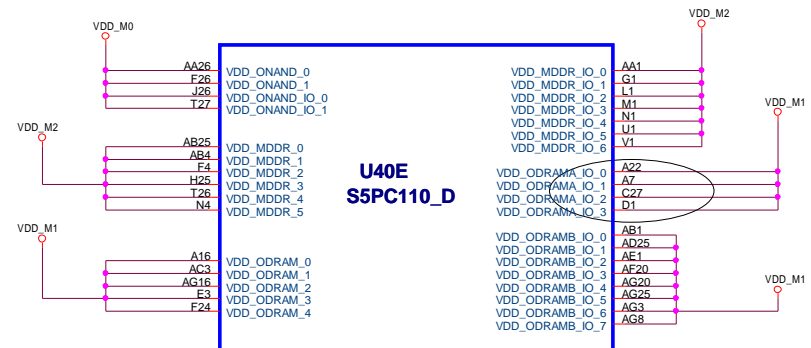 VDD_M0
VDD_M2
AA26 VDD_ONAND_0
F26 VDD_ONAND_1
J26 VDD_ONAND_IO_0
T27 VDD_ONAND_IO_1
VDD_MDDR_IO_0 AA1
VDD_MDDR_IO_1 G1
VDD_MDDR_IO_2 L1
VDD_MDDR_IO_3 M1
VDD_MDDR_IO_4 N1
VDD_MDDR_IO_5 U1
VDD_MDDR_IO_6 V1
VDD_M1
VDD_M2
AB25 VDD_MDDR_0
AB4 VDD_MDDR_1
F4 VDD_MDDR_2
H25 VDD_MDDR_3
T26 VDD_MDDR_4
N4 VDD_MDDR_5
U40E
S5PC110_D
VDD_ODRAMA_IO_0 A22
VDD_ODRAMA_IO_1 A7
VDD_ODRAMA_IO_2 C27
VDD_ODRAMA_IO_3 D1
VDD_M1
A16 VDD_ODRAM_0
AC3 VDD_ODRAM_1
AG16 VDD_ODRAM_2
E3 VDD_ODRAM_3
F24 VDD_ODRAM_4
VDD_ODRAMB_IO_0 AB1
VDD_ODRAMB_IO_1 AD25
VDD_ODRAMB_IO_2 AE1
VDD_ODRAMB_IO_3 AF20
VDD_ODRAMB_IO_4 AG20
VDD_ODRAMB_IO_5 AG25
VDD_ODRAMB_IO_6 AG3
VDD_ODRAMB_IO_7 AG8
VDD_M1